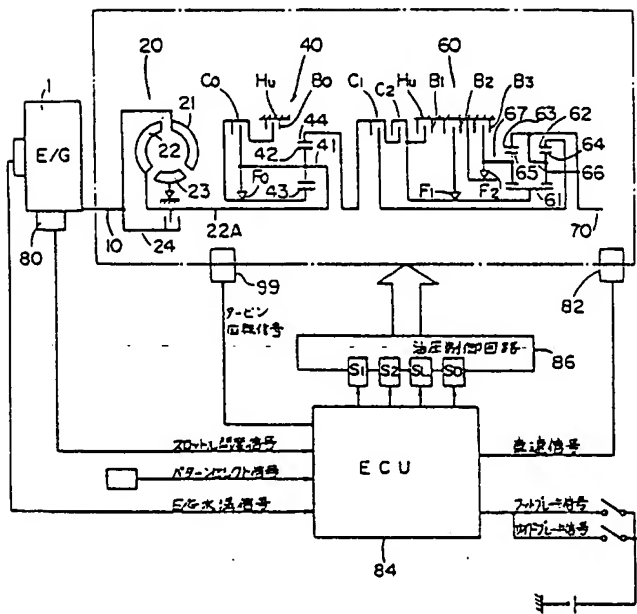 20
40
60
1
21
C0
Hu
B0
44
C1
C2
Hu
B1
B2
B3
67
63
62
64
E/G
22
42
41
23
43
F0
F1
F2
65
66
61
80
10
24
22A
70
99
82
タービン
回転信号
油圧制御回路
86
S1
S2
SL
SD
スロットル開度信号
ECU
車速信号
パターンセレクト信号
E/G水温信号
フットブレーキ信号
サイドブレーキ信号
84